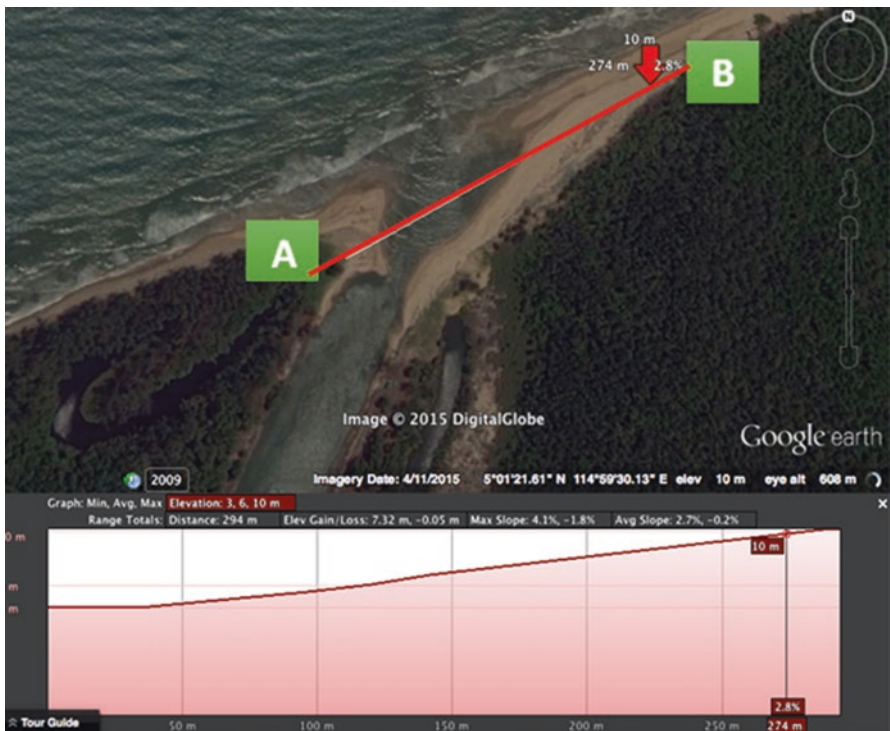 N
10 m
274 m 2.8%
B
A
Image © 2015 DigitalGlobe
Google earth
2009 Imagery Date: 4/11/2015 5°01'21.61" N 114°59'30.13" E elev 10 m eye alt 608 m
Graph: Min, Avg, Max Elevation: 3, 6, 10 m
Range Totals: Distance: 294 m Elev Gain/Loss: 7.32 m, -0.05 m Max Slope: 4.1%, -1.8% Avg Slope: 2.7%, -0.2%
0 m
10 m
m
m
2.8%
Tour Guide 50 m 100 m 150 m 200 m 250 m 274 m